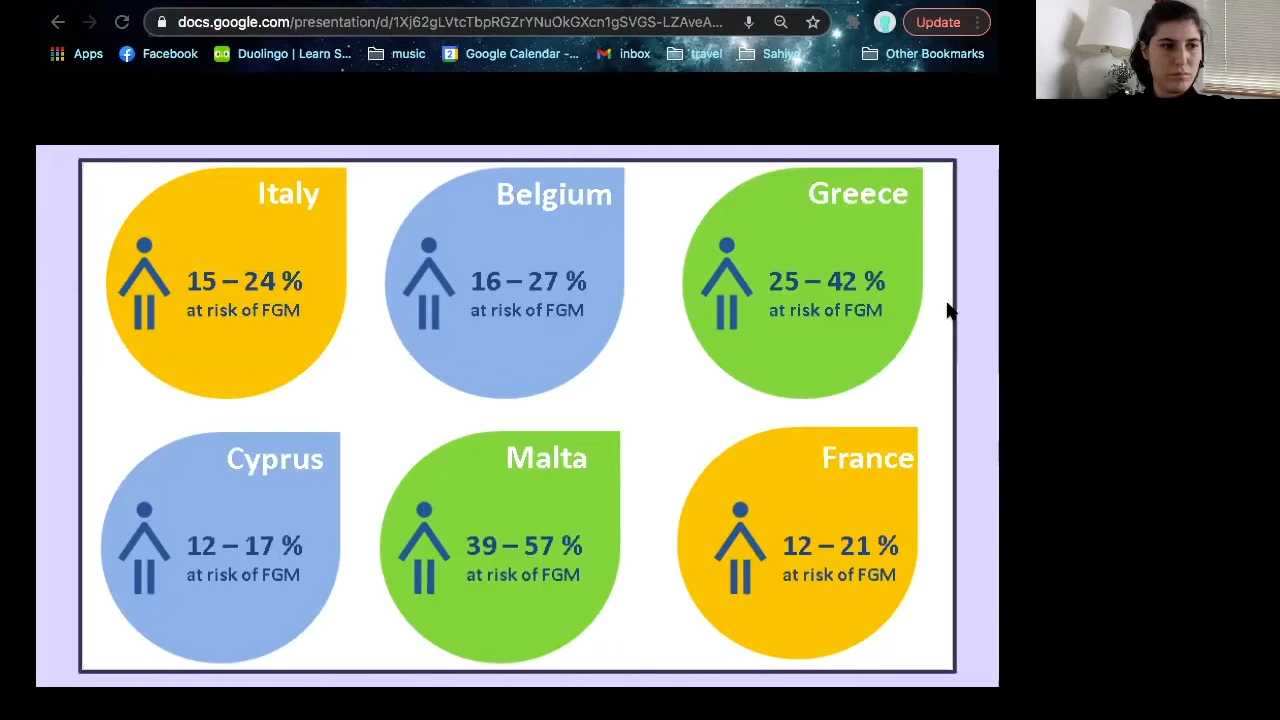 docs.google.com/presentation/d/1Xj62gLVtcTbpRGZrYNuOkGXcn1gSVGS-LZAveA...
Update
Apps
Facebook
Duolingo | Learn S...
music
2
Google Calendar -...
inbox
travel
Sahiyo
Other Bookmarks
Italy
15 – 24 %
at risk of FGM
Belgium
16 – 27 %
at risk of FGM
Greece
25 – 42 %
at risk of FGM
Cyprus
12 – 17 %
at risk of FGM
Malta
39 – 57 %
at risk of FGM
France
12 – 21 %
at risk of FGM